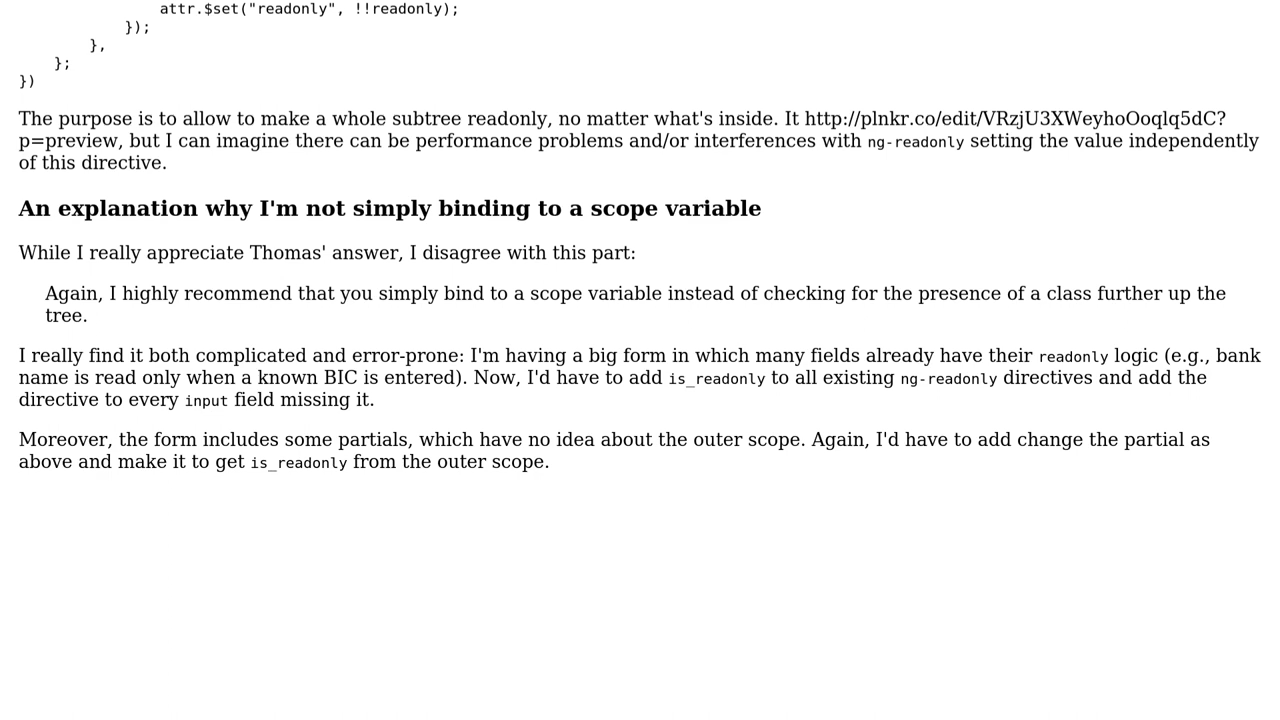 attr.$set("readonly", !!readonly);
});
},
};
})
The purpose is to allow to make a whole subtree readonly, no matter what's inside. It http://plnkr.co/edit/VRzjU3XWeyhoOoqlq5dC?
p=preview, but I can imagine there can be performance problems and/or interferences with ng-readonly setting the value independently
of this directive.
An explanation why I'm not simply binding to a scope variable
While I really appreciate Thomas' answer, I disagree with this part:
Again, I highly recommend that you simply bind to a scope variable instead of checking for the presence of a class further up the
tree.
I really find it both complicated and error-prone: I'm having a big form in which many fields already have their readonly logic (e.g., bank
name is read only when a known BIC is entered). Now, I'd have to add is_readonly to all existing ng-readonly directives and add the
directive to every input field missing it.
Moreover, the form includes some partials, which have no idea about the outer scope. Again, I'd have to add change the partial as
above and make it to get is_readonly from the outer scope.